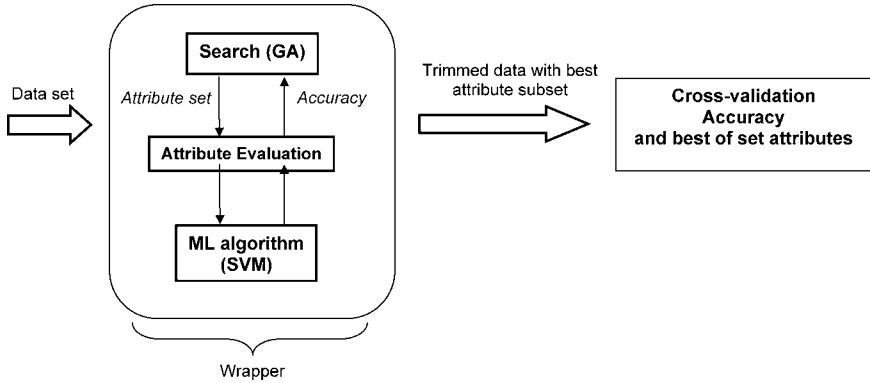 Data set
Search (GA)
Attribute set
Accuracy
Attribute Evaluation
ML algorithm
(SVM)
Wrapper
Trimmed data with best
attribute subset
Cross-validation
Accuracy
and best of set attributes